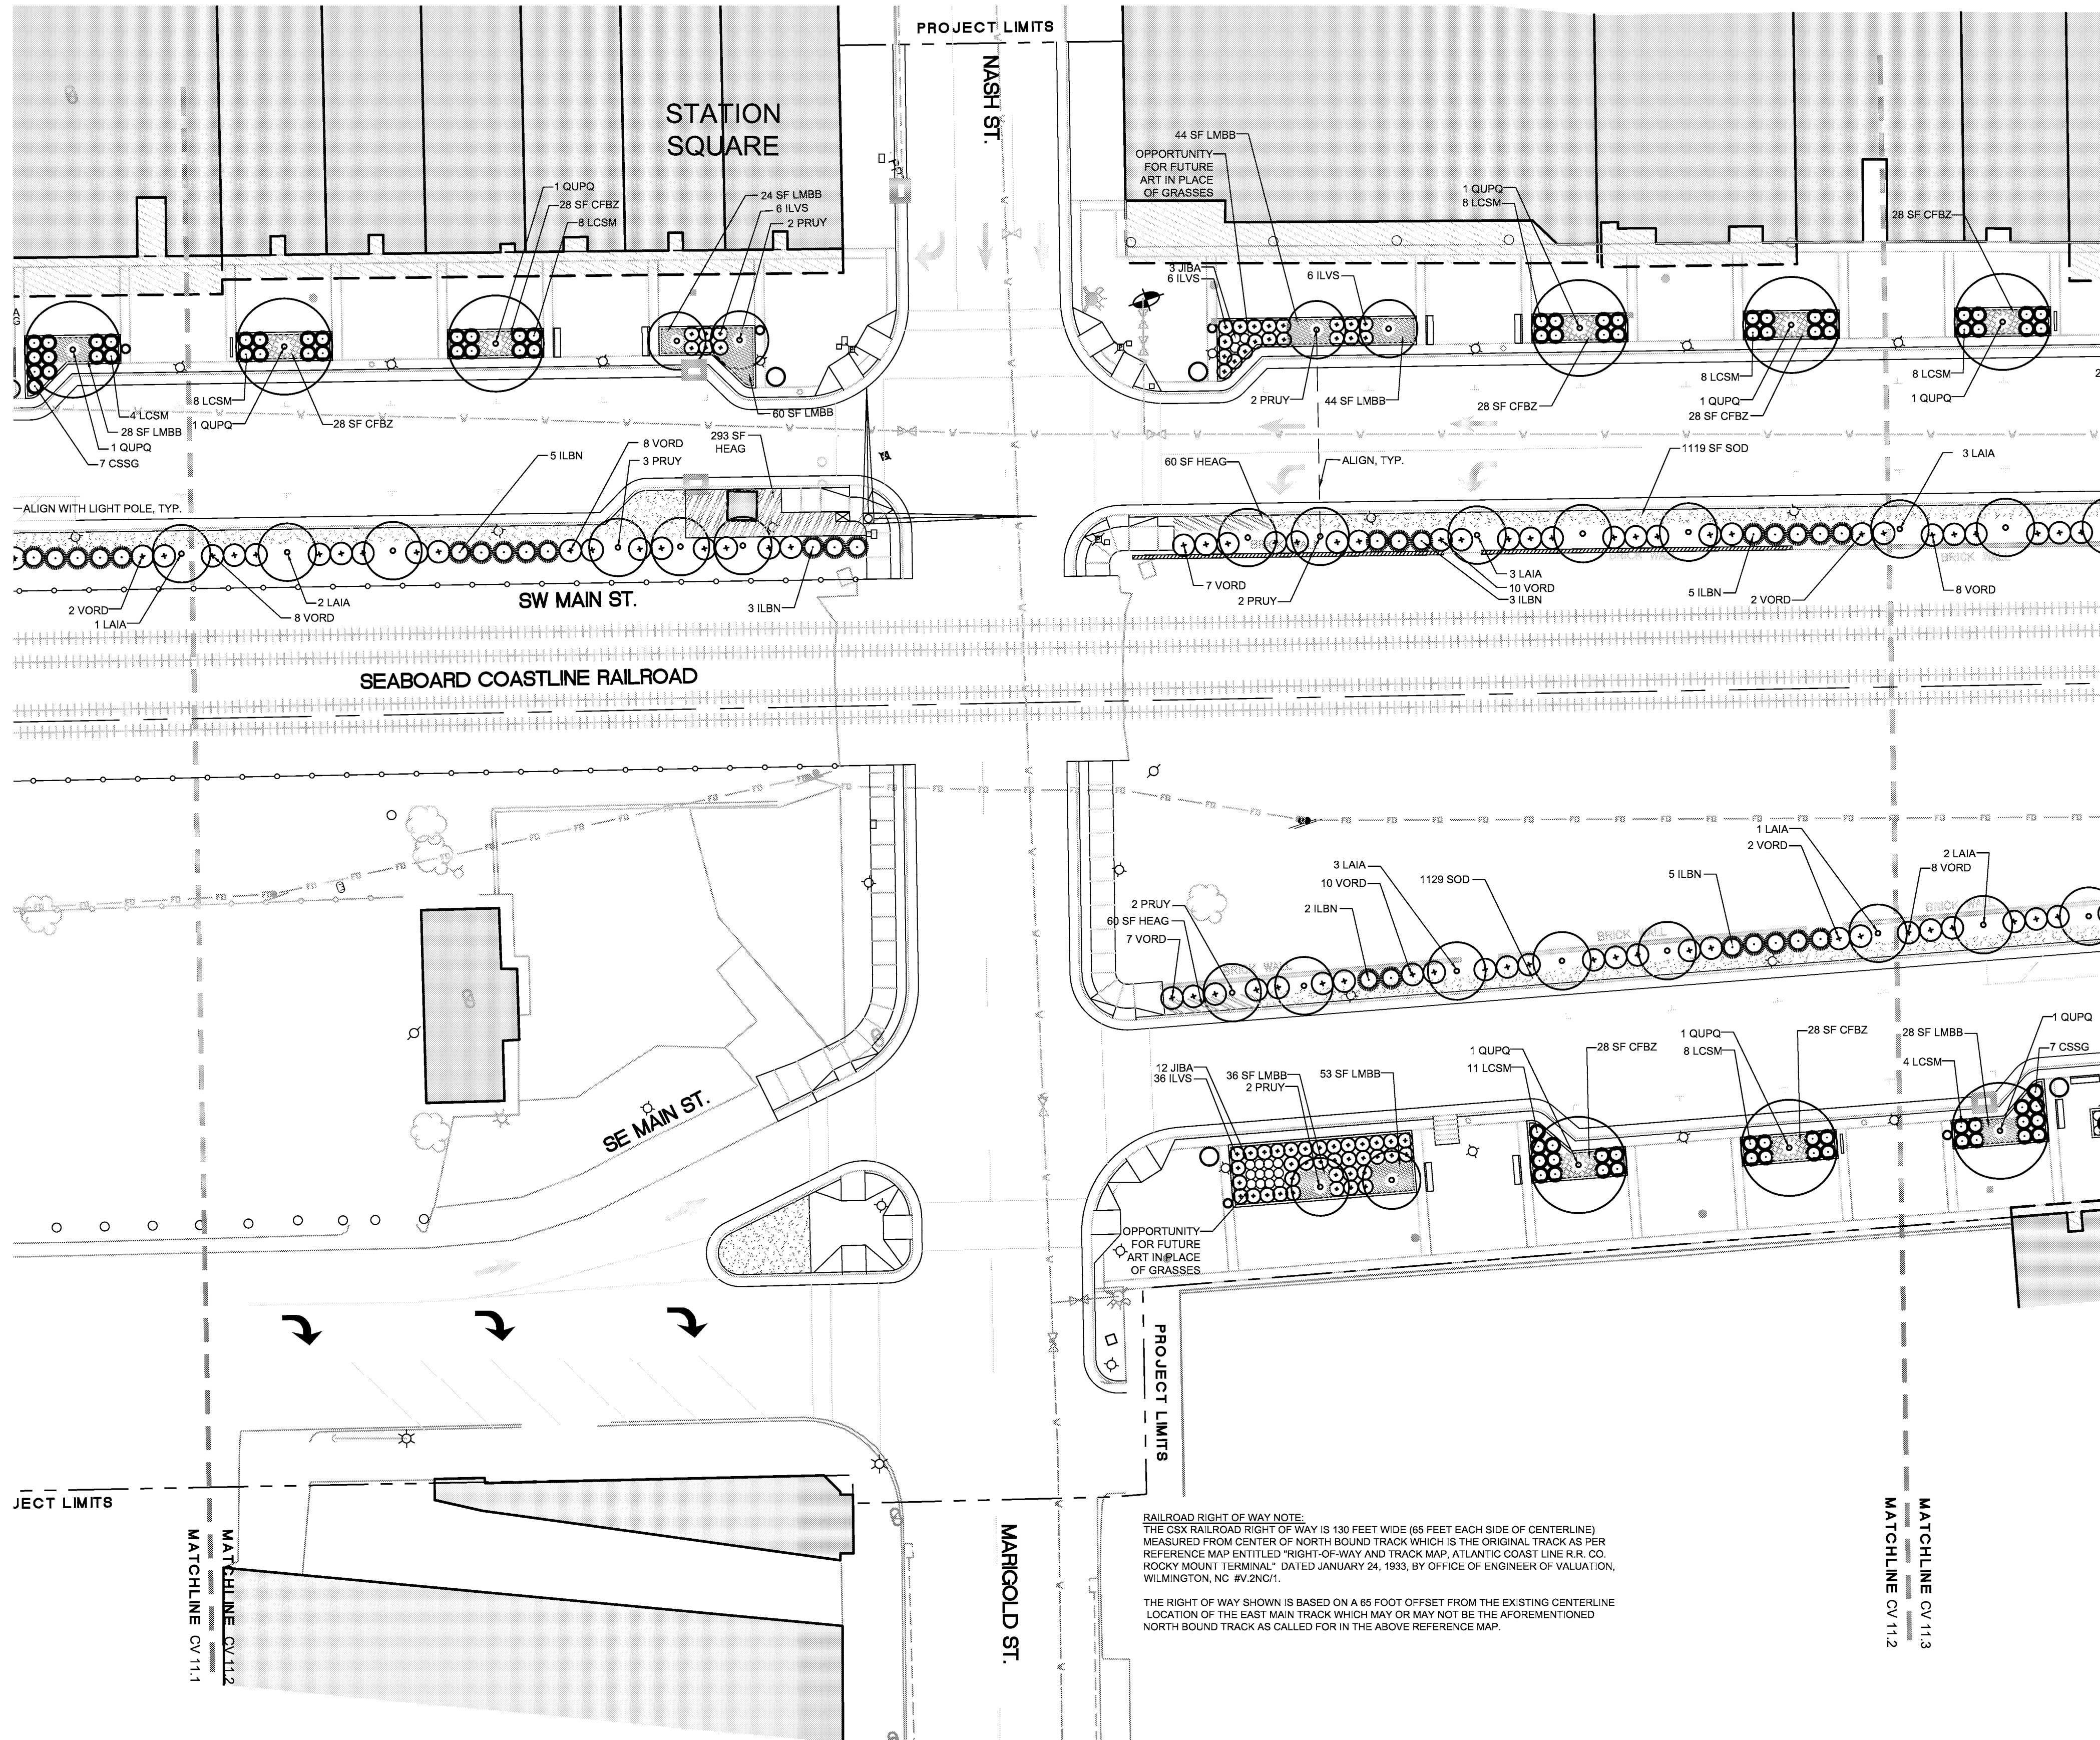 PROJECT LIMITS
NASH ST.
STATION
SQUARE
1 QUPQ
28 SF CFBZ
8 LCSM
24 SF LMBB
6 ILVS
2 PRUY
44 SF LMBB
OPPORTUNITY
FOR FUTURE
ART IN PLACE
OF GRASSES
1 QUPQ
8 LCSM
28 SF CFBZ
3 JIBA
6 ILVS
6 ILVS
4 LCSM
28 SF LMBB
1 QUPQ
7 CSSG
8 LCSM
1 QUPQ
28 SF CFBZ
60 SF LMBB
2 PRUY
44 SF LMBB
28 SF CFBZ
8 LCSM
1 QUPQ
28 SF CFBZ
8 LCSM
1 QUPQ
5 ILBN
8 VORD
3 PRUY
293 SF
HEAG
60 SF HEAG
ALIGN, TYP.
1119 SF SOD
3 LAIA
ALIGN WITH LIGHT POLE, TYP.
BRICK WALL
BRICK WALL
2 VORD
1 LAIA
2 LAIA
8 VORD
SW MAIN ST.
3 ILBN
7 VORD
2 PRUY
3 LAIA
10 VORD
3 ILBN
5 ILBN
2 VORD
8 VORD
SEABOARD COASTLINE RAILROAD
FO FO FO FO FO FO FO
1 LAIA
2 VORD
3 LAIA
10 VORD
1129 SOD
5 ILBN
2 LAIA
8 VORD
2 PRUY
60 SF HEAG
7 VORD
2 ILBN
BRICK WALL
BRICK WALL
BRICK WALL
SE MAIN ST.
12 JIBA
36 ILVS
36 SF LMBB
2 PRUY
53 SF LMBB
1 QUPQ
11 LCSM
28 SF CFBZ
1 QUPQ
8 LCSM
28 SF CFBZ
28 SF LMBB
4 LCSM
1 QUPQ
7 CSSG
OPPORTUNITY
FOR FUTURE
ART IN PLACE
OF GRASSES
PROJECT LIMITS
JECT LIMITS
MATCHLINE CV 11.1
MATCHLINE CV 11.2
MARIGOLD ST.
RAILROAD RIGHT OF WAY NOTE:
THE CSX RAILROAD RIGHT OF WAY IS 130 FEET WIDE (65 FEET EACH SIDE OF CENTERLINE)
MEASURED FROM CENTER OF NORTH BOUND TRACK WHICH IS THE ORIGINAL TRACK AS PER
REFERENCE MAP ENTITLED "RIGHT-OF-WAY AND TRACK MAP, ATLANTIC COAST LINE R.R. CO.
ROCKY MOUNT TERMINAL" DATED JANUARY 24, 1933, BY OFFICE OF ENGINEER OF VALUATION,
WILMINGTON, NC #V.2NC/1.
THE RIGHT OF WAY SHOWN IS BASED ON A 65 FOOT OFFSET FROM THE EXISTING CENTERLINE
LOCATION OF THE EAST MAIN TRACK WHICH MAY OR MAY NOT BE THE AFOREMENTIONED
NORTH BOUND TRACK AS CALLED FOR IN THE ABOVE REFERENCE MAP.
MATCHLINE CV 11.2
MATCHLINE CV 11.3